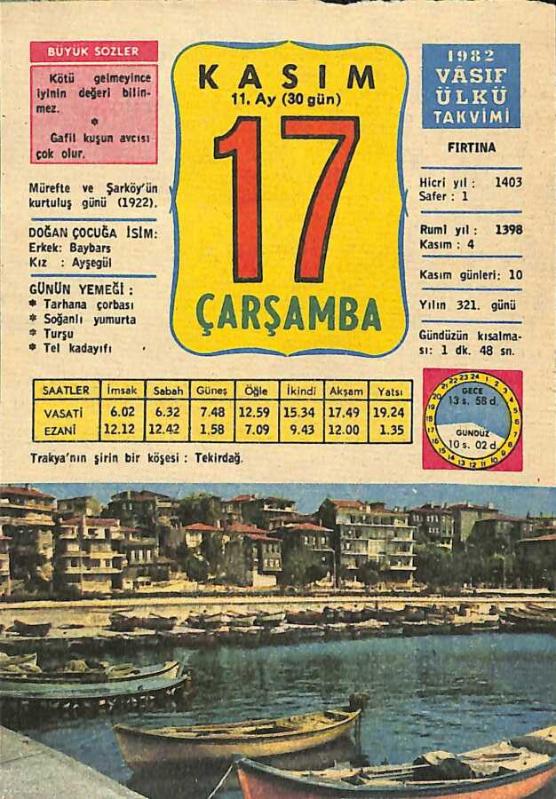 BÜYÜK SÖZLER
Kötü gelmeyince
iyinin değeri bilin-
mez.
*
Gafil kuşun avcısı
çok olur.
Mürefte ve Şarköy'ün
kurtuluş günü (1922).
DOĞAN ÇOCUĞA İSİM:
Erkek: Baybars
Kız : Ayşegül
GÜNÜN YEMEĞİ :
* Tarhana çorbası
* Soğanlı yumurta
* Turşu
* Tel kadayıfı
KASIM
11. Ay (30 gün)
17
ÇARŞAMBA
1982
VÂSIF
ÜLKÜ
TAKVİMİ
FIRTINA
Hicri yıl : 1403
Safer : 1
Rumî yıl : 1398
Kasım : 4
Kasım günleri: 10
Yılın 321. günü
Gündüzün kısalma-
sı: 1 dk. 48 sn.
SAATLER İmsak Sabah Güneş Öğle İkindi Akşam Yatsı
VASATİ 6.02 6.32 7.48 12.59 15.34 17.49 19.24
EZANİ 12.12 12.42 1.58 7.09 9.43 12.00 1.35
GECE
13 s. 58 d.
GÜNDÜZ
10 s. 02 d.
Trakya'nın şirin bir köşesi : Tekirdağ.